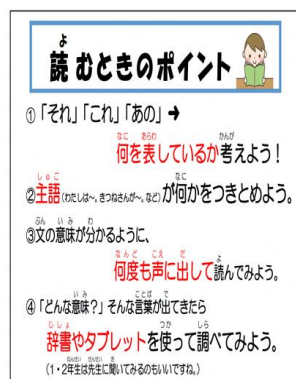 読むときのポイント
①「それ」「これ」「あの」➜
何を表しているか考えよう！
②主語(わたしは～。きつねさんが～。など)が何かをつきとめよう。
③文の意味が分かるように、
何度も声に出して読んでみよう。
④「どんな意味？」そんな言葉が出てきたら
辞書やタブレットを使って調べてみよう。
（1・2年生は先生に聞いてみるのもいいですね。）